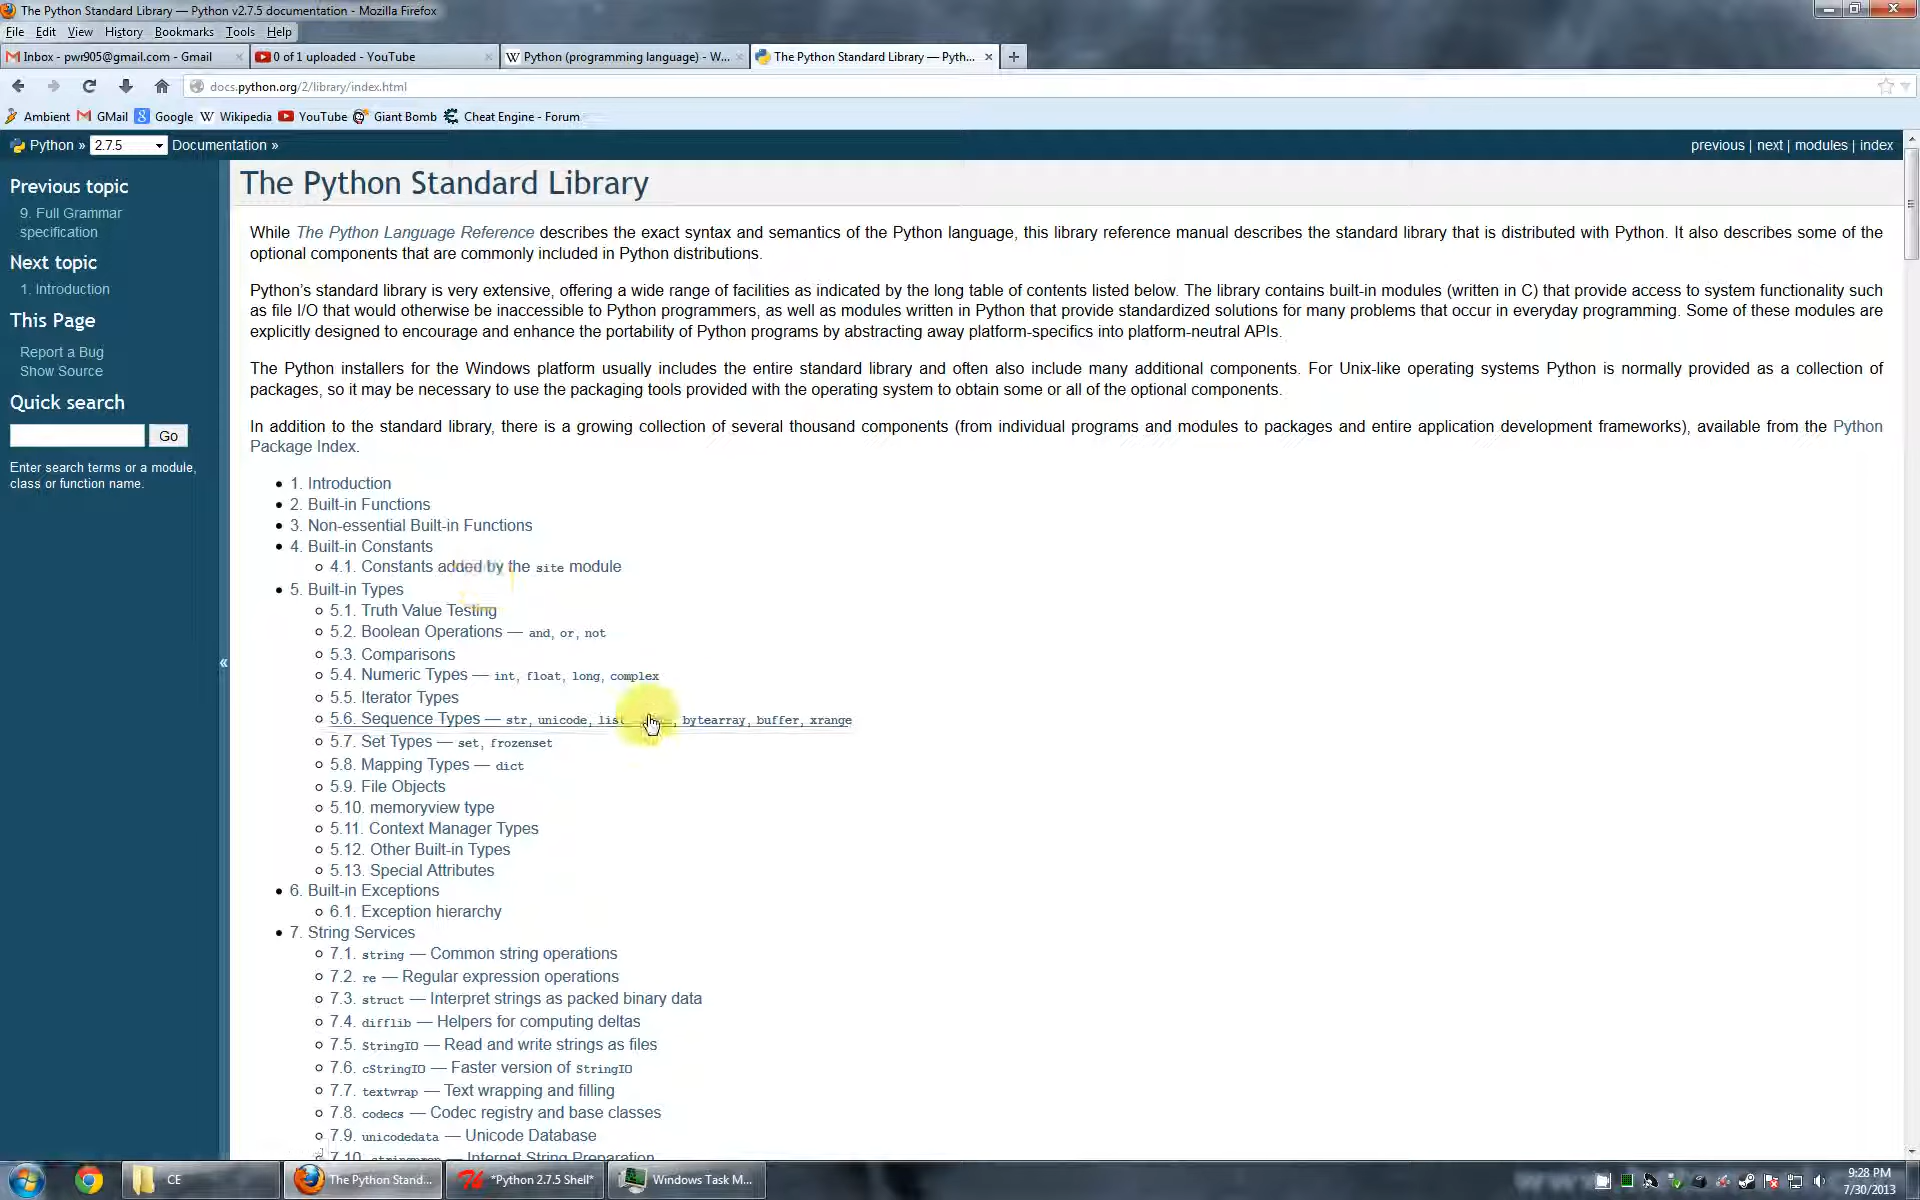 The Python Standard Library — Python v2.7.5 documentation - Mozilla Firefox
File Edit View History Bookmarks Tools Help
Inbox - pwr905@gmail.com - Gmail
0 of 1 uploaded - YouTube
Python (programming language) - W...
The Python Standard Library — Pyth...
docs.python.org/2/library/index.html
Ambient GMail Google Wikipedia YouTube Giant Bomb Cheat Engine - Forum
Python » 2.7.5 Documentation »
previous | next | modules | index
Previous topic
9. Full Grammar
specification
Next topic
1. Introduction
This Page
Report a Bug
Show Source
Quick search
Go
Enter search terms or a module,
class or function name.
«
The Python Standard Library
While The Python Language Reference describes the exact syntax and semantics of the Python language, this library reference manual describes the standard library that is distributed with Python. It also describes some of the
optional components that are commonly included in Python distributions.
Python's standard library is very extensive, offering a wide range of facilities as indicated by the long table of contents listed below. The library contains built-in modules (written in C) that provide access to system functionality such
as file I/O that would otherwise be inaccessible to Python programmers, as well as modules written in Python that provide standardized solutions for many problems that occur in everyday programming. Some of these modules are
explicitly designed to encourage and enhance the portability of Python programs by abstracting away platform-specifics into platform-neutral APIs.
The Python installers for the Windows platform usually includes the entire standard library and often also include many additional components. For Unix-like operating systems Python is normally provided as a collection of
packages, so it may be necessary to use the packaging tools provided with the operating system to obtain some or all of the optional components.
In addition to the standard library, there is a growing collection of several thousand components (from individual programs and modules to packages and entire application development frameworks), available from the Python
Package Index.
1. Introduction
2. Built-in Functions
3. Non-essential Built-in Functions
4. Built-in Constants
4.1. Constants added by the site module
5. Built-in Types
5.1. Truth Value Testing
5.2. Boolean Operations — and, or, not
5.3. Comparisons
5.4. Numeric Types — int, float, long, complex
5.5. Iterator Types
5.6. Sequence Types — str, unicode, list, bytearray, buffer, xrange
5.7. Set Types — set, frozenset
5.8. Mapping Types — dict
5.9. File Objects
5.10. memoryview type
5.11. Context Manager Types
5.12. Other Built-in Types
5.13. Special Attributes
6. Built-in Exceptions
6.1. Exception hierarchy
7. String Services
7.1. string — Common string operations
7.2. re — Regular expression operations
7.3. struct — Interpret strings as packed binary data
7.4. difflib — Helpers for computing deltas
7.5. StringIO — Read and write strings as files
7.6. cStringIO — Faster version of StringIO
7.7. textwrap — Text wrapping and filling
7.8. codecs — Codec registry and base classes
7.9. unicodedata — Unicode Database
7.10. stringprep — Internet String Preparation
CE
The Python Stand...
*Python 2.7.5 Shell*
Windows Task M...
9:28 PM
7/30/2013